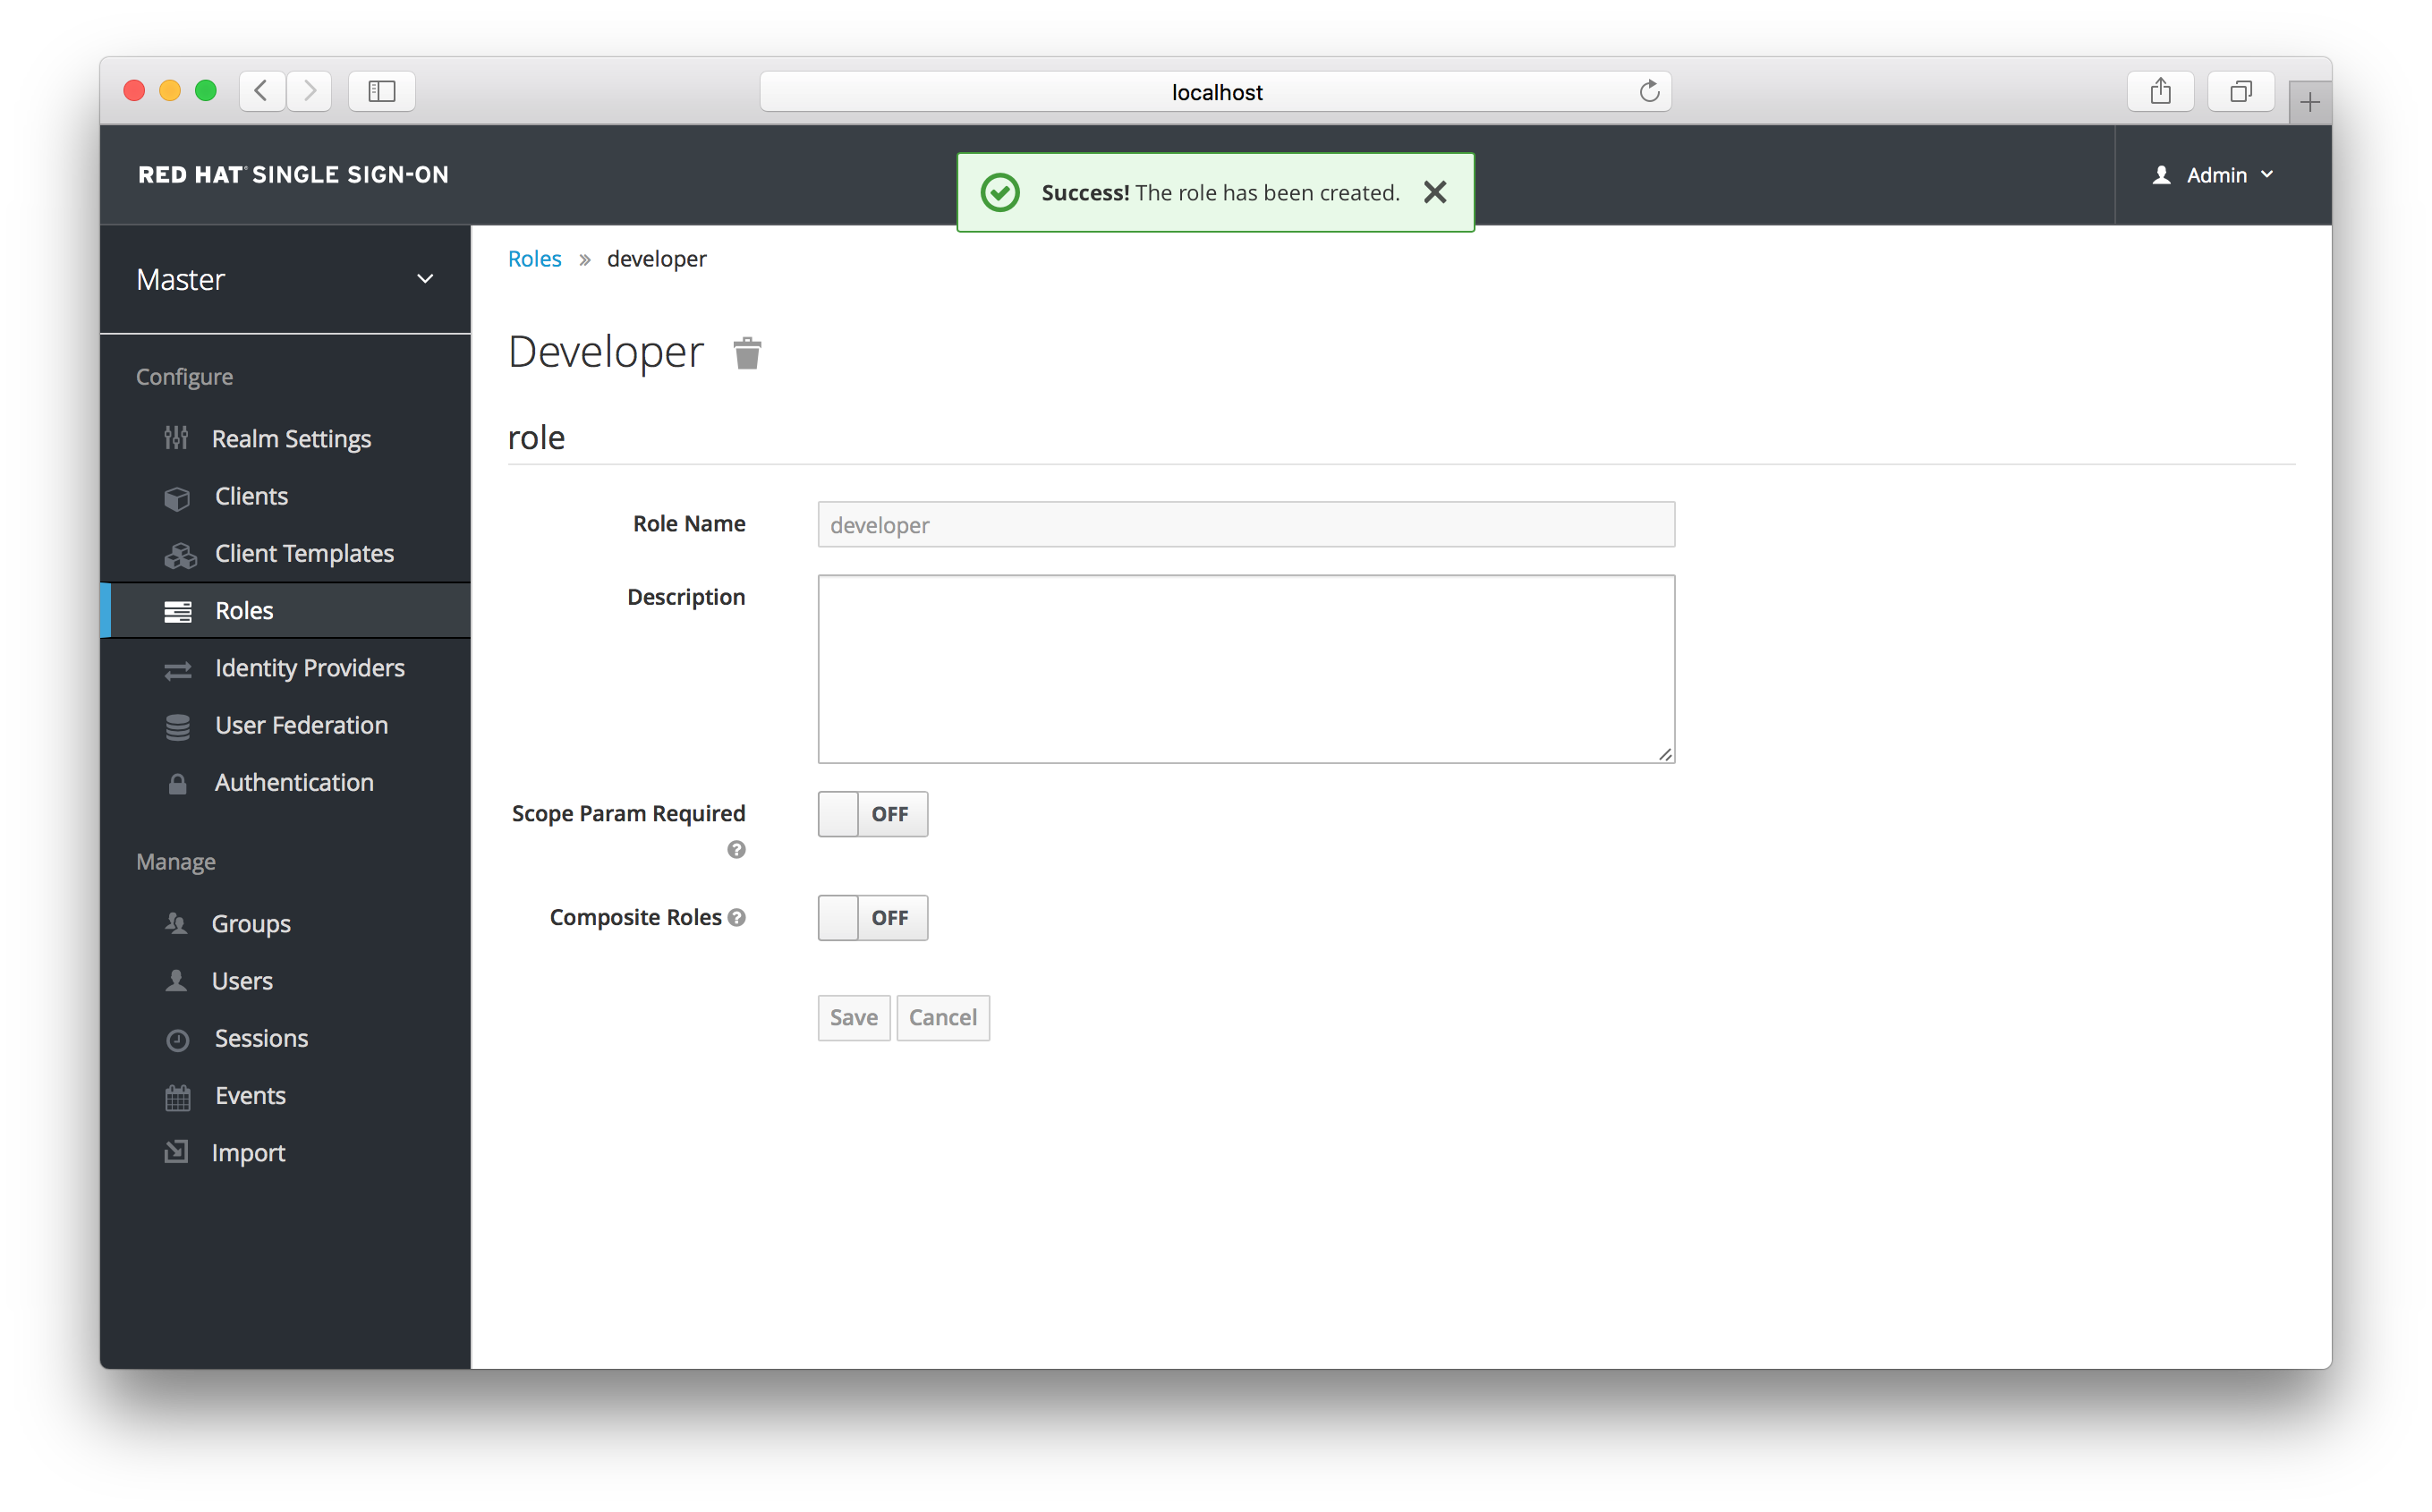 localhost
RED HAT® SINGLE SIGN-ON
Success! The role has been created.
Admin
Master
Configure
Realm Settings
Clients
Client Templates
Roles
Identity Providers
User Federation
Authentication
Manage
Groups
Users
Sessions
Events
Import
Roles » developer
Developer
role
Role Name
developer
Description
Scope Param Required
OFF
Composite Roles
OFF
Save Cancel